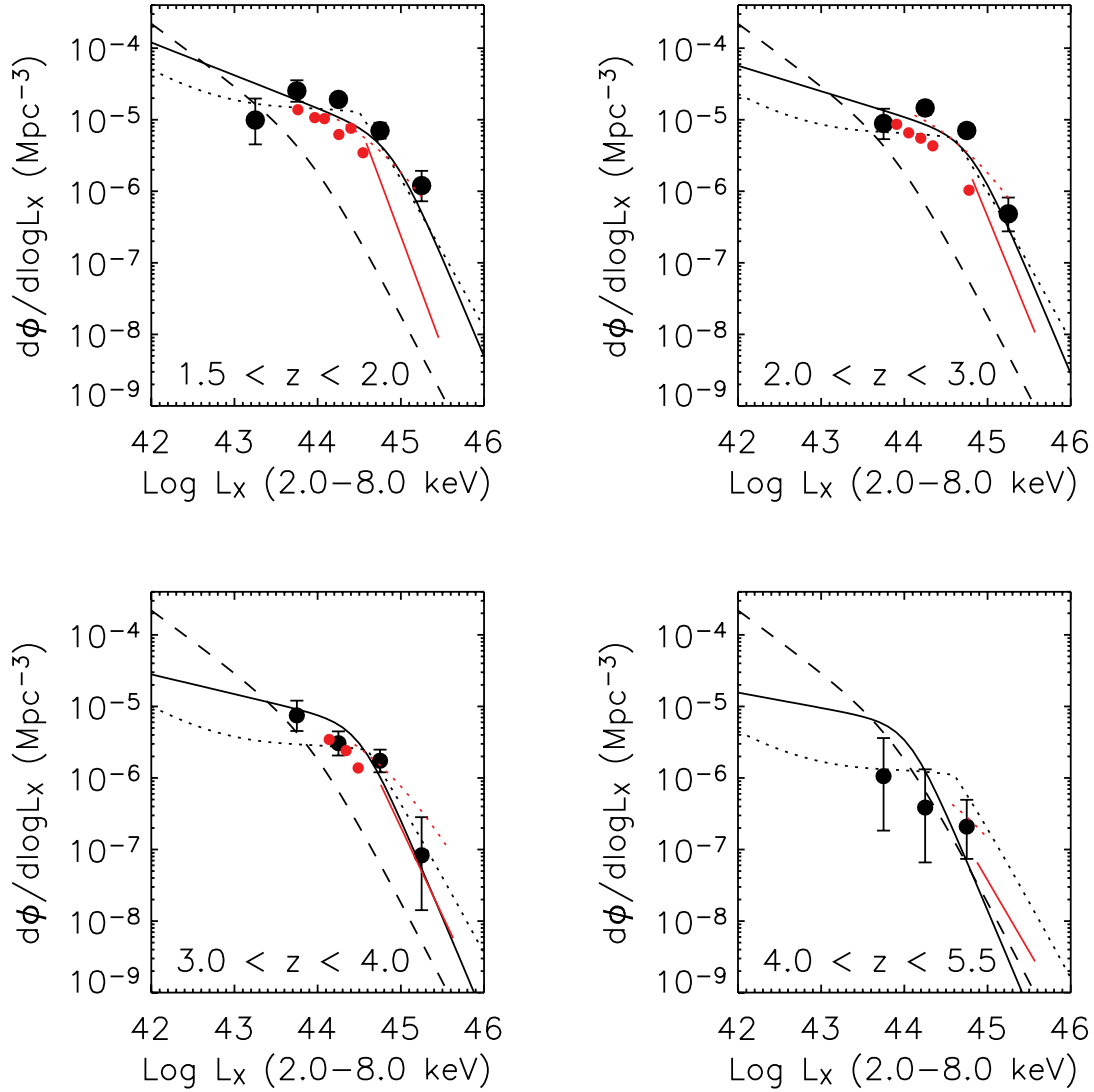 dϕ/dlogLX (Mpc−3)
10−4
10−5
10−6
10−7
10−8
10−9
1.5 < z < 2.0
42 43 44 45 46
Log LX (2.0−8.0 keV)
dϕ/dlogLX (Mpc−3)
10−4
10−5
10−6
10−7
10−8
10−9
2.0 < z < 3.0
42 43 44 45 46
Log LX (2.0−8.0 keV)
dϕ/dlogLX (Mpc−3)
10−4
10−5
10−6
10−7
10−8
10−9
3.0 < z < 4.0
42 43 44 45 46
Log LX (2.0−8.0 keV)
dϕ/dlogLX (Mpc−3)
10−4
10−5
10−6
10−7
10−8
10−9
4.0 < z < 5.5
42 43 44 45 46
Log LX (2.0−8.0 keV)